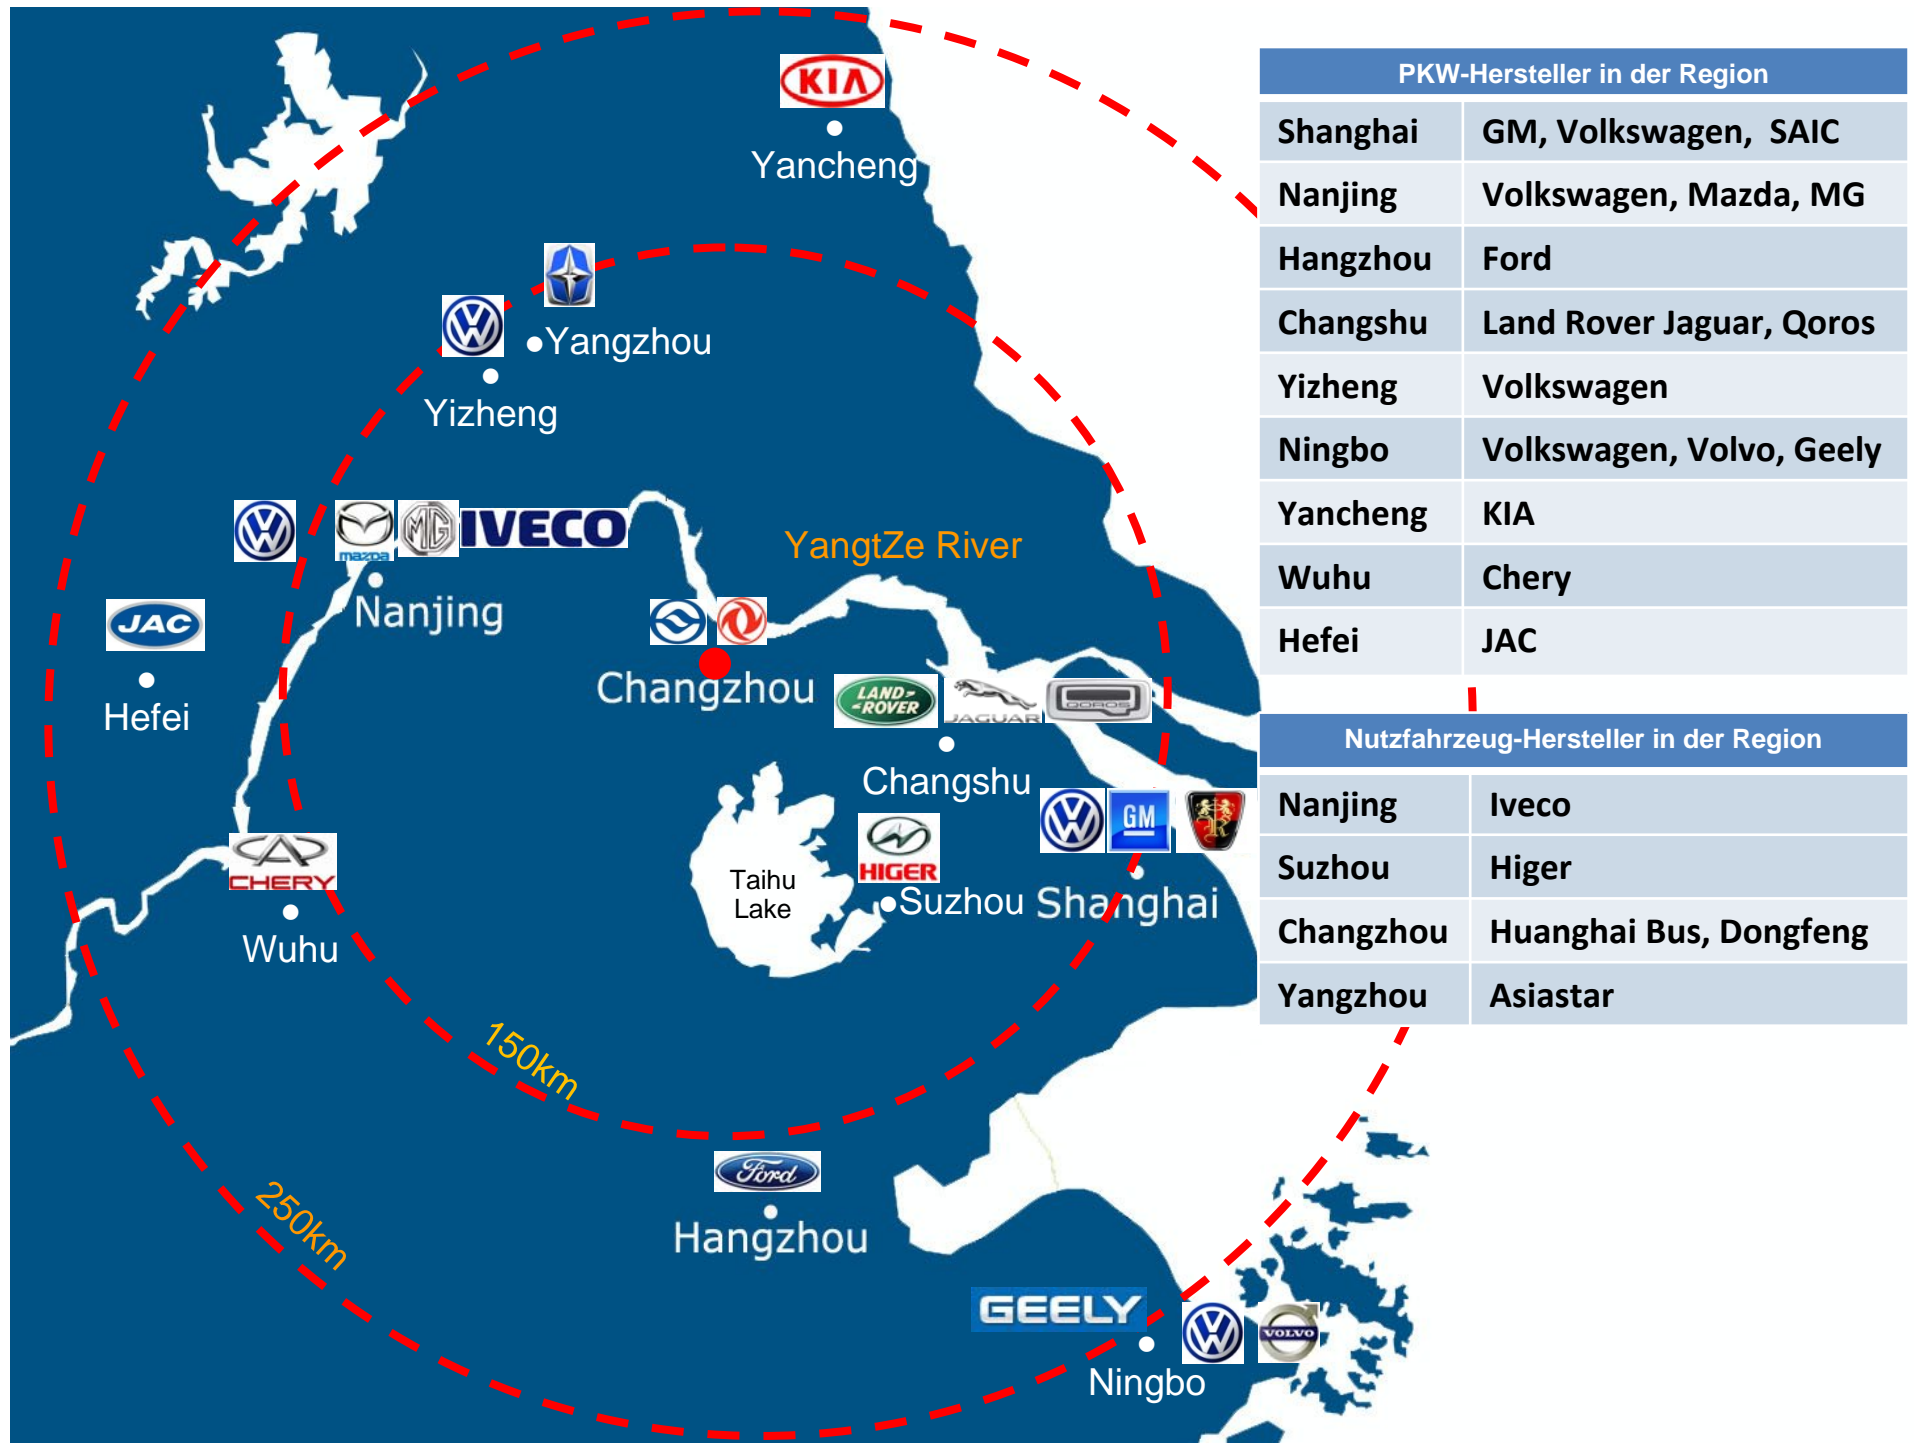 KIA
Yancheng
Yangzhou
Yizheng
mazda
MG
IVECO
YangtZe River
Nanjing
JAC
Hefei
Changzhou
LAND-
-ROVER
JAGUAR
QOROS
Changshu
GM
HIGER
Taihu
Lake
Suzhou
Shanghai
CHERY
Wuhu
150km
250km
Ford
Hangzhou
GEELY
VOLVO
Ningbo
PKW-Hersteller in der Region
Shanghai GM, Volkswagen, SAIC
Nanjing Volkswagen, Mazda, MG
Hangzhou Ford
Changshu Land Rover Jaguar, Qoros
Yizheng Volkswagen
Ningbo Volkswagen, Volvo, Geely
Yancheng KIA
Wuhu Chery
Hefei JAC
Nutzfahrzeug-Hersteller in der Region
Nanjing Iveco
Suzhou Higer
Changzhou Huanghai Bus, Dongfeng
Yangzhou Asiastar